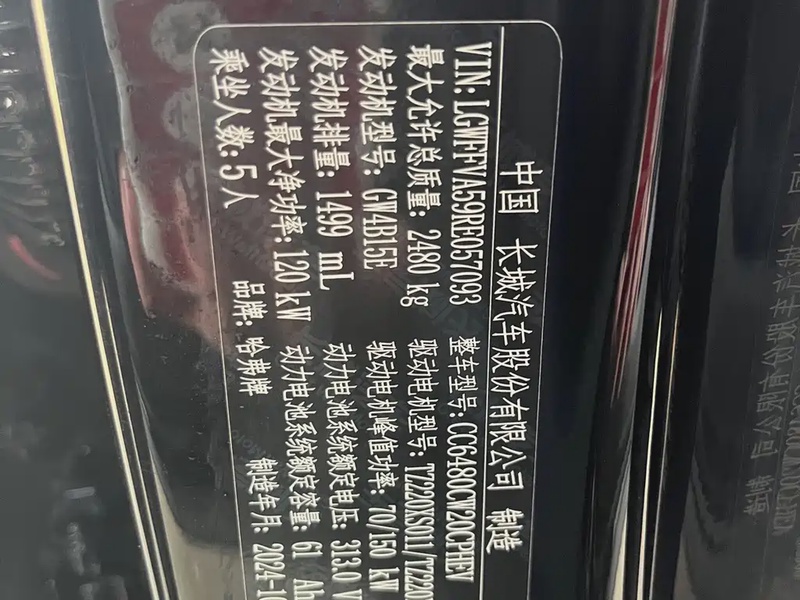 中国 长城汽车股份有限公司 制造
VIN: LGWFFVA59RE057093 整车型号: CC6480CW20CPHEV
最大允许总质量: 2480 kg 驱动电机型号: TZ220XS011/TZ220
发动机型号: GW4B15E 驱动电机峰值功率: 70/150 kW
发动机排量: 1499 mL 动力电池系统额定电压: 313.0 V
发动机最大净功率: 120 kW 动力电池系统额定容量: 61 Ah
乘坐人数: 5 人 品牌: 哈弗牌 制造年月: 2024-10